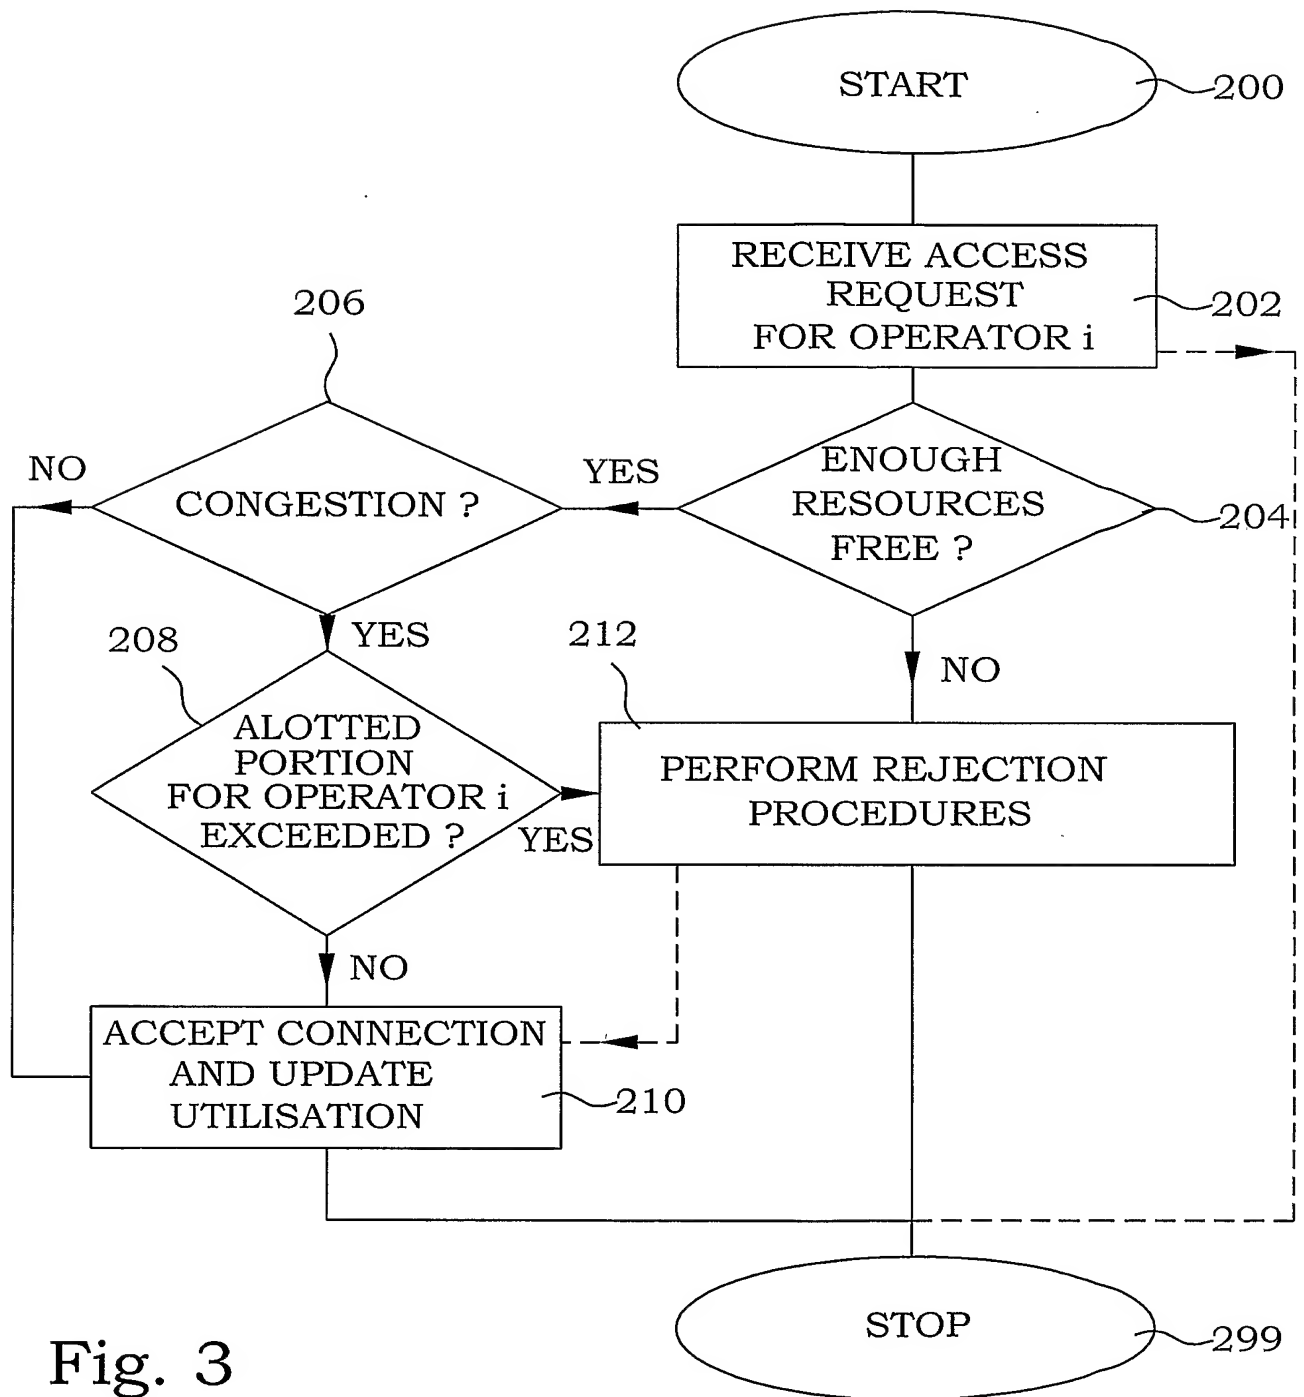 START
200
RECEIVE ACCESS
REQUEST
FOR OPERATOR i
202
206
NO
CONGESTION ?
YES
ENOUGH
RESOURCES
FREE ?
204
YES
208
212
NO
ALOTTED
PORTION
FOR OPERATOR i
EXCEEDED ?
YES
PERFORM REJECTION
PROCEDURES
NO
ACCEPT CONNECTION
AND UPDATE
UTILISATION
210
STOP
299
Fig. 3